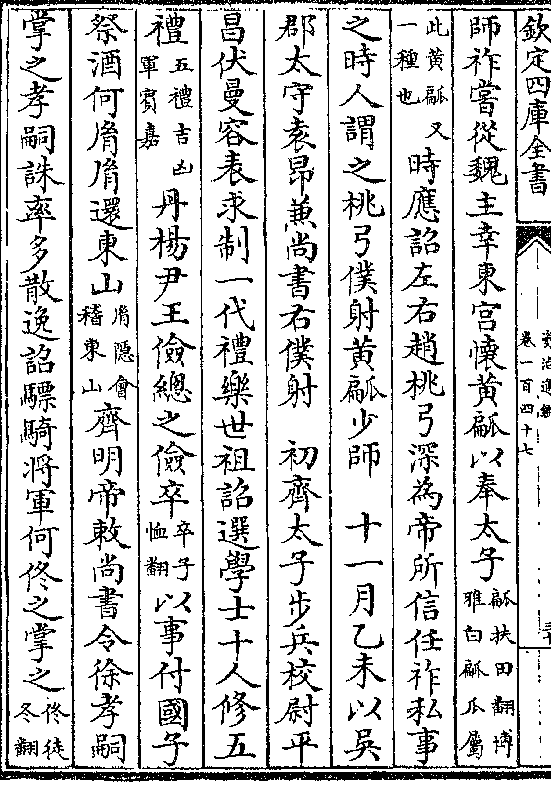 欽定四庫全書
資治通鑑
卷一百四十七
師祚嘗從魏主幸東宮懷黃㼐以奉太子㼐扶田翻博雅白㼐瓜屬
此黃㼐又一種也時應詔左右趙桃弓深為帝所信任祚私事
之時人謂之桃弓僕射黃㼐少師　十一月乙未以吳
郡太守袁昂兼尚書右僕射　初齊太子步兵校尉平
昌伏曼容表求制一代禮樂世祖詔選學士十人修五
禮五禮吉凶軍賓嘉丹楊尹王儉總之儉卒卒子恤翻以事付國子
祭酒何胤胤還東山胤隱會稽東山齊明帝敕尚書令徐孝嗣
掌之孝嗣誅率多散逸詔驃騎將軍何佟之掌之佟徒冬翻